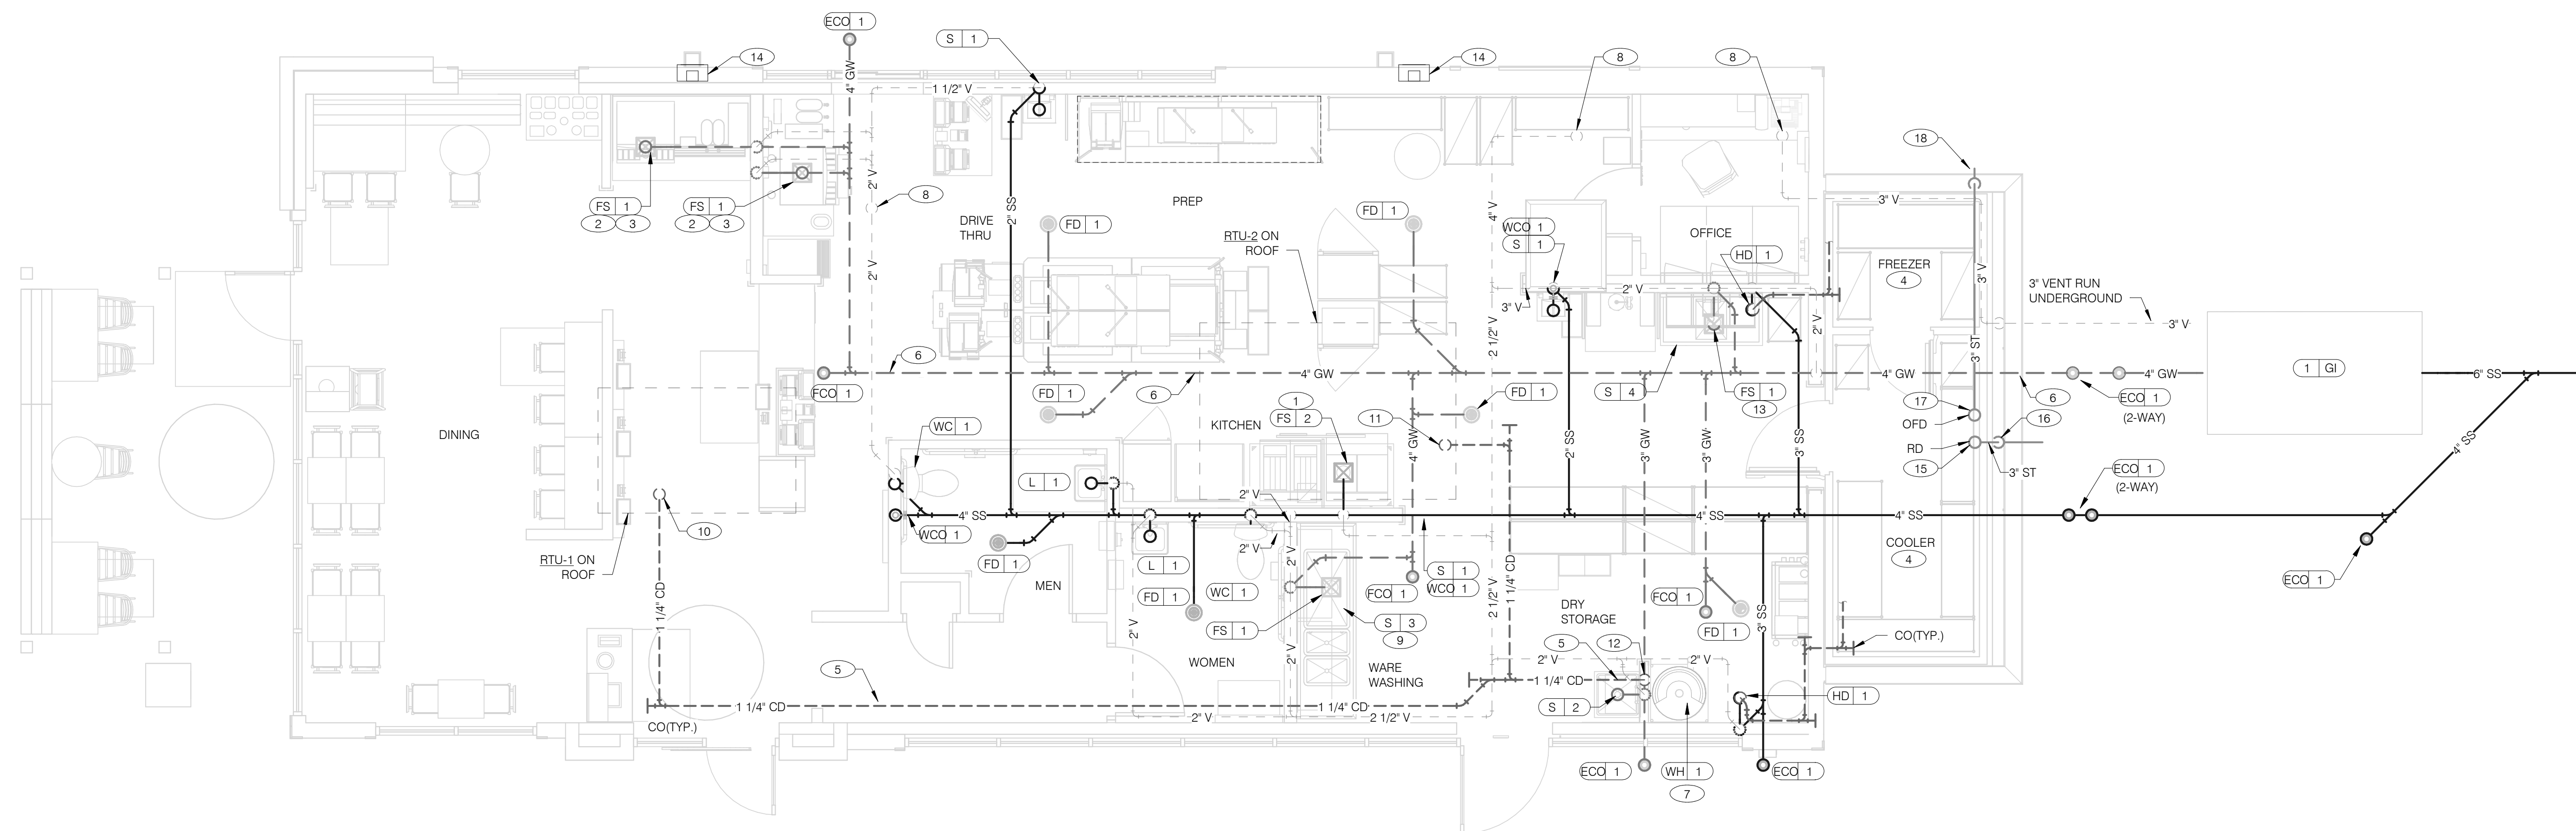 ECO 1
S 1
14
14
8
8
4" GW
1 1/2" V
18
2" V
FS 1
2 3
FS 1
2 3
8
2" SS
DRIVE
THRU
FD 1
PREP
FD 1
4" V
WCO 1
S 1
OFFICE
3" V
FREEZER
4
3" V
3" VENT RUN
UNDERGROUND
3" V
RTU-2 ON
ROOF
HD 1
2" V
2" V
3" V
2 1/2" V
2" V
3" ST
6
FCO 1
4" GW
6
FD 1
1
FS 2
11
FD 1
S 4
FS 1
13
4" GW
17
OFD
RD
15
16
3" ST
6
ECO 1
(2-WAY)
4" GW
1 GI
6" SS
DINING
WC 1
KITCHEN
4" GW
2" SS
3" GW
3" GW
3" SS
4" SS
ECO 1
(2-WAY)
L 1
2" V
10
4" SS
4" SS
4" SS
WCO 1
2" V
2" V
COOLER
4
RTU-1 ON
ROOF
FD 1
MEN
L 1
FD 1
WC 1
FCO 1
S 1
WCO 1
ECO 1
1 1/4" CD
2" V
FS 1
S 3
9
2 1/2" V
1 1/4" CD
DRY
STORAGE
FCO 1
FD 1
3" SS
CO(TYP.)
5
WOMEN
2" V
WARE
WASHING
5
12
2" V
2" V
1 1/4" CD
CO(TYP.)
1 1/4" CD
2" V
1 1/4" CD
2 1/2" V
S 2
HD 1
ECO 1
WH 1
7
ECO 1